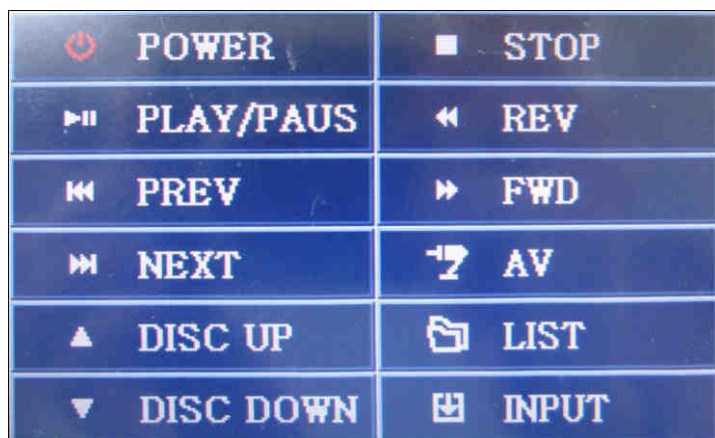 POWER STOP
PLAY/PAUS REV
PREV FWD
NEXT AV
DISC UP LIST
DISC DOWN INPUT